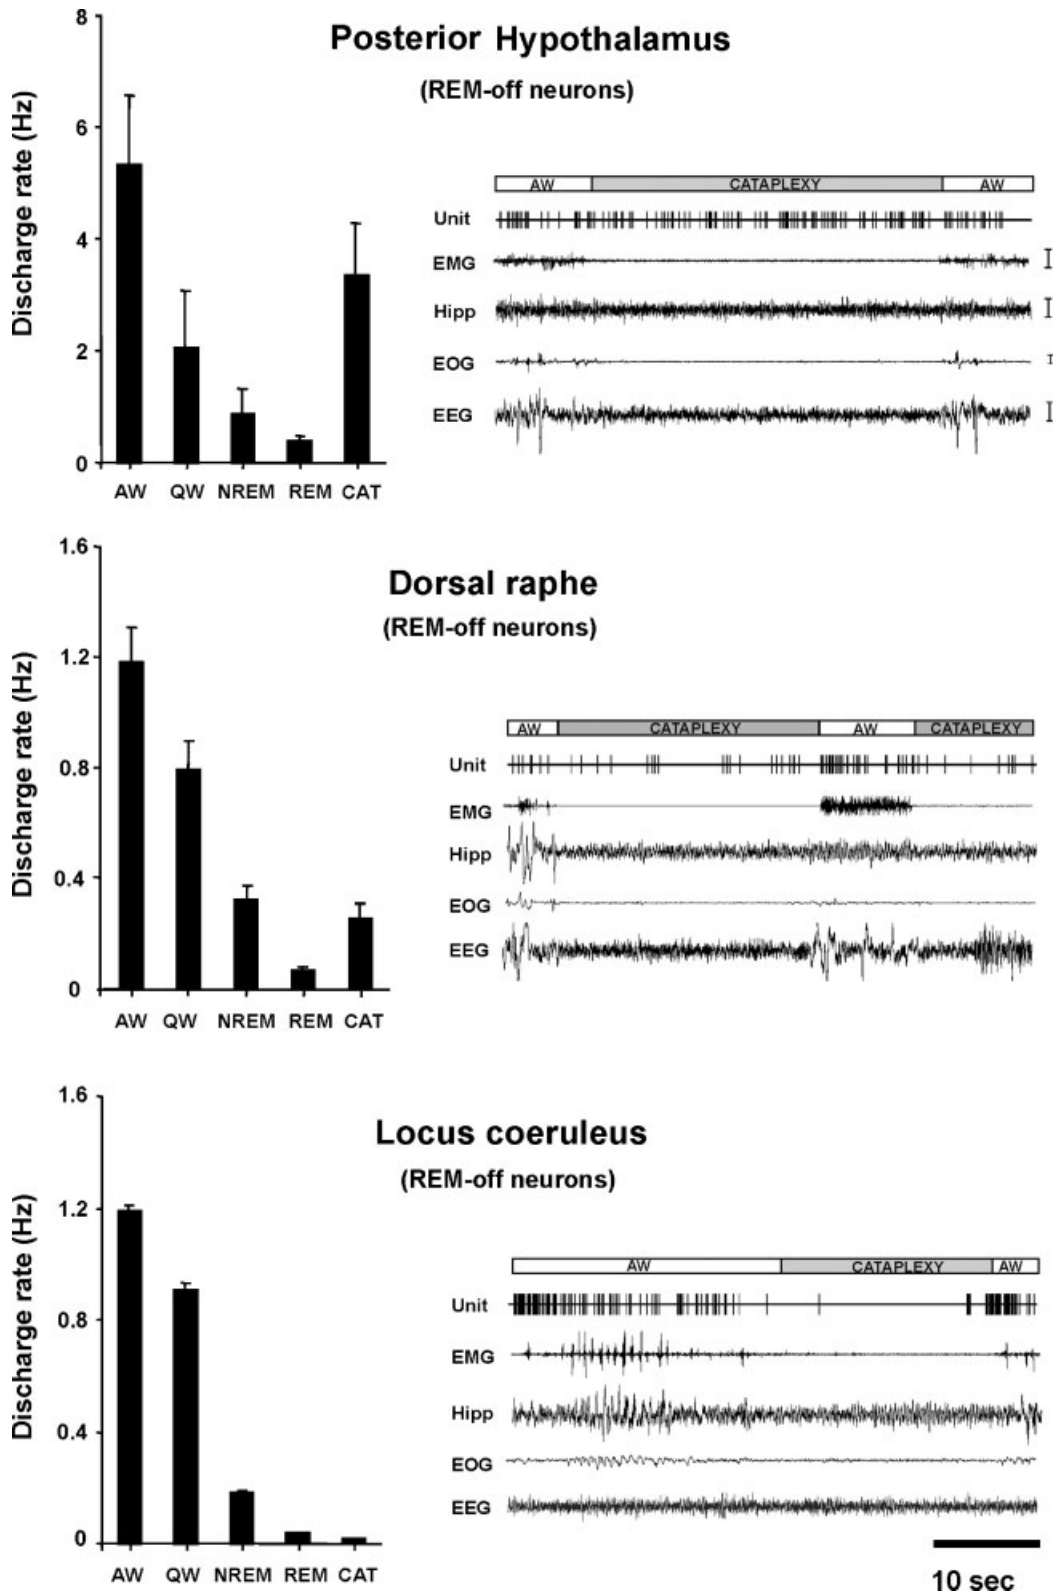 Posterior Hypothalamus
(REM-off neurons)
Discharge rate (Hz)
8
6
4
2
0
AW QW NREM REM CAT
AW CATAPLEXY AW
Unit
EMG
Hipp
EOG
EEG
Dorsal raphe
(REM-off neurons)
Discharge rate (Hz)
1.6
1.2
0.8
0.4
0
AW QW NREM REM CAT
AW CATAPLEXY AW CATAPLEXY
Unit
EMG
Hipp
EOG
EEG
Locus coeruleus
(REM-off neurons)
Discharge rate (Hz)
1.6
1.2
0.8
0.4
0
AW QW NREM REM CAT
AW CATAPLEXY AW
Unit
EMG
Hipp
EOG
EEG
10 sec